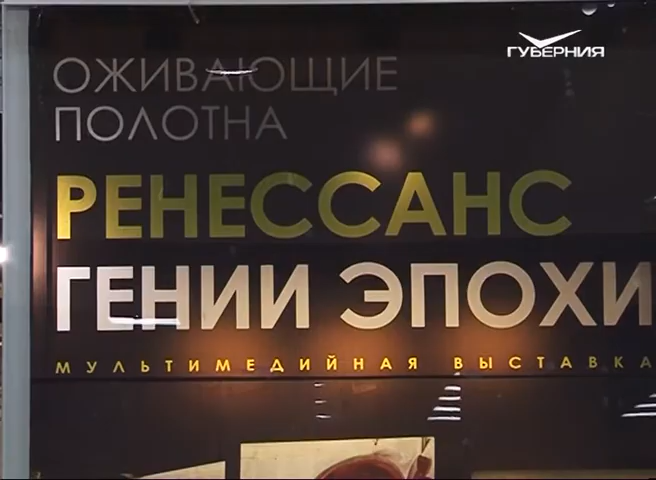 ГУБЕРНИЯ
ОЖИВАЮЩИЕ
ПОЛОТНА
РЕНЕССАНС
ГЕНИИ ЭПОХИ
МУЛЬТИМЕДИЙНАЯ ВЫСТАВКА